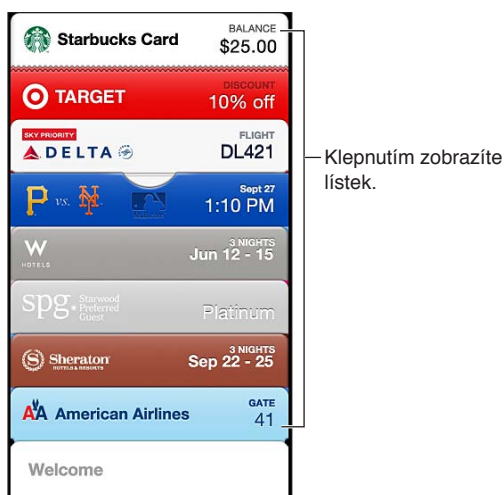 Starbucks Card
BALANCE
$25.00
TARGET
DISCOUNT
10% off
SKY PRIORITY
DELTA
FLIGHT
DL421
P vs. NY
Sept 27
1:10 PM
W
HOTELS
3 NIGHTS
Jun 12 - 15
spg. Starwood
Preferred
Guest
Platinum
S Sheraton
HOTELS & RESORTS
3 NIGHTS
Sep 22 - 25
AA American Airlines
GATE
41
Welcome
Klepnutím zobrazíte
lístek.